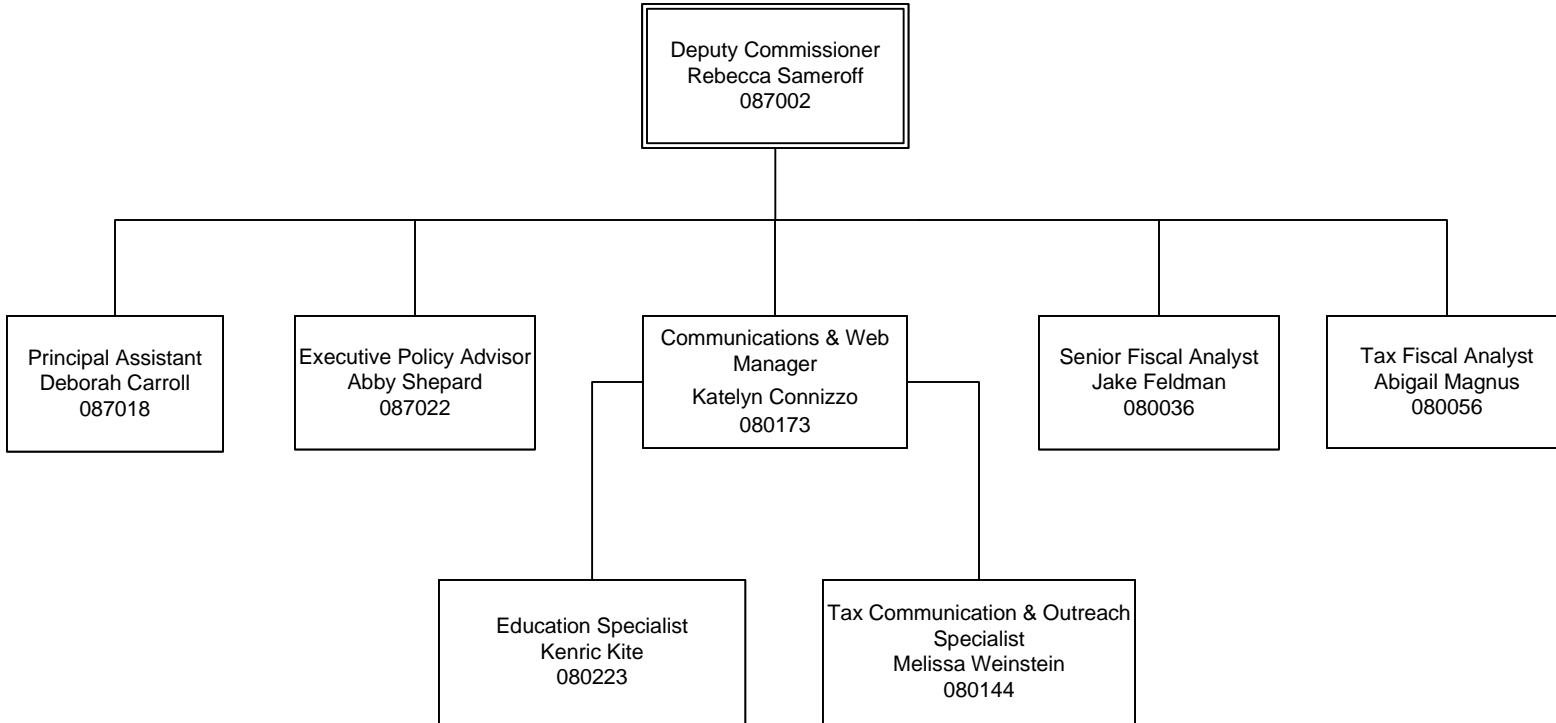 Deputy Commissioner
Rebecca Sameroff
087002
Principal Assistant
Deborah Carroll
087018
Executive Policy Advisor
Abby Shepard
087022
Communications & Web
Manager
Katelyn Connizzo
080173
Senior Fiscal Analyst
Jake Feldman
080036
Tax Fiscal Analyst
Abigail Magnus
080056
Education Specialist
Kenric Kite
080223
Tax Communication & Outreach
Specialist
Melissa Weinstein
080144